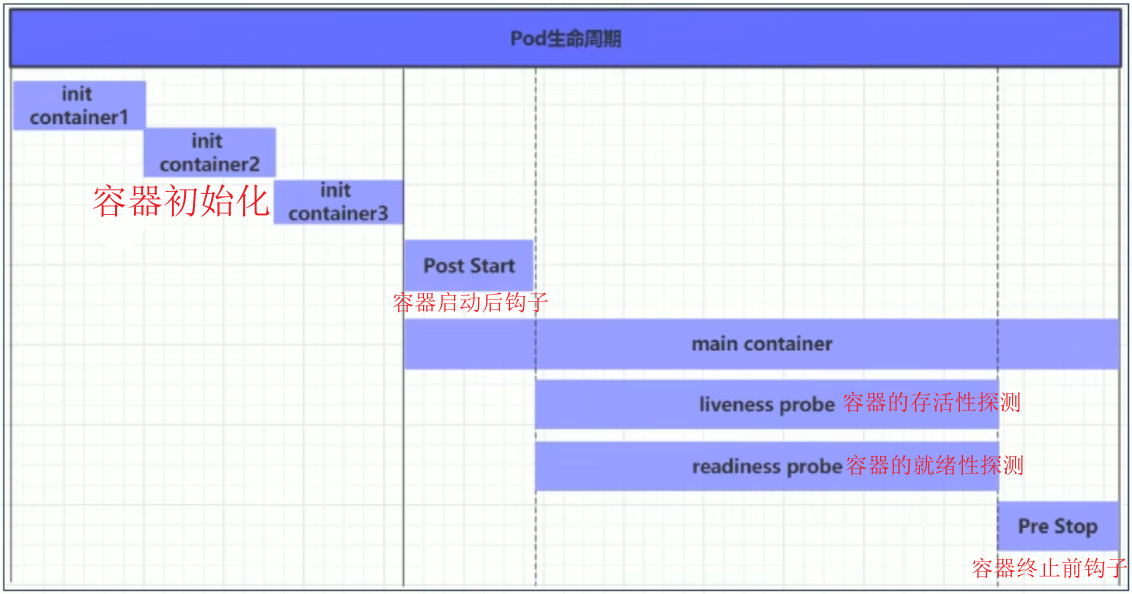 Pod生命周期
init
container1
init
container2
容器初始化
init
container3
Post Start
容器启动后钩子
main container
liveness probe 容器的存活性探测
readiness probe 容器的就绪性探测
Pre Stop
容器终止前钩子